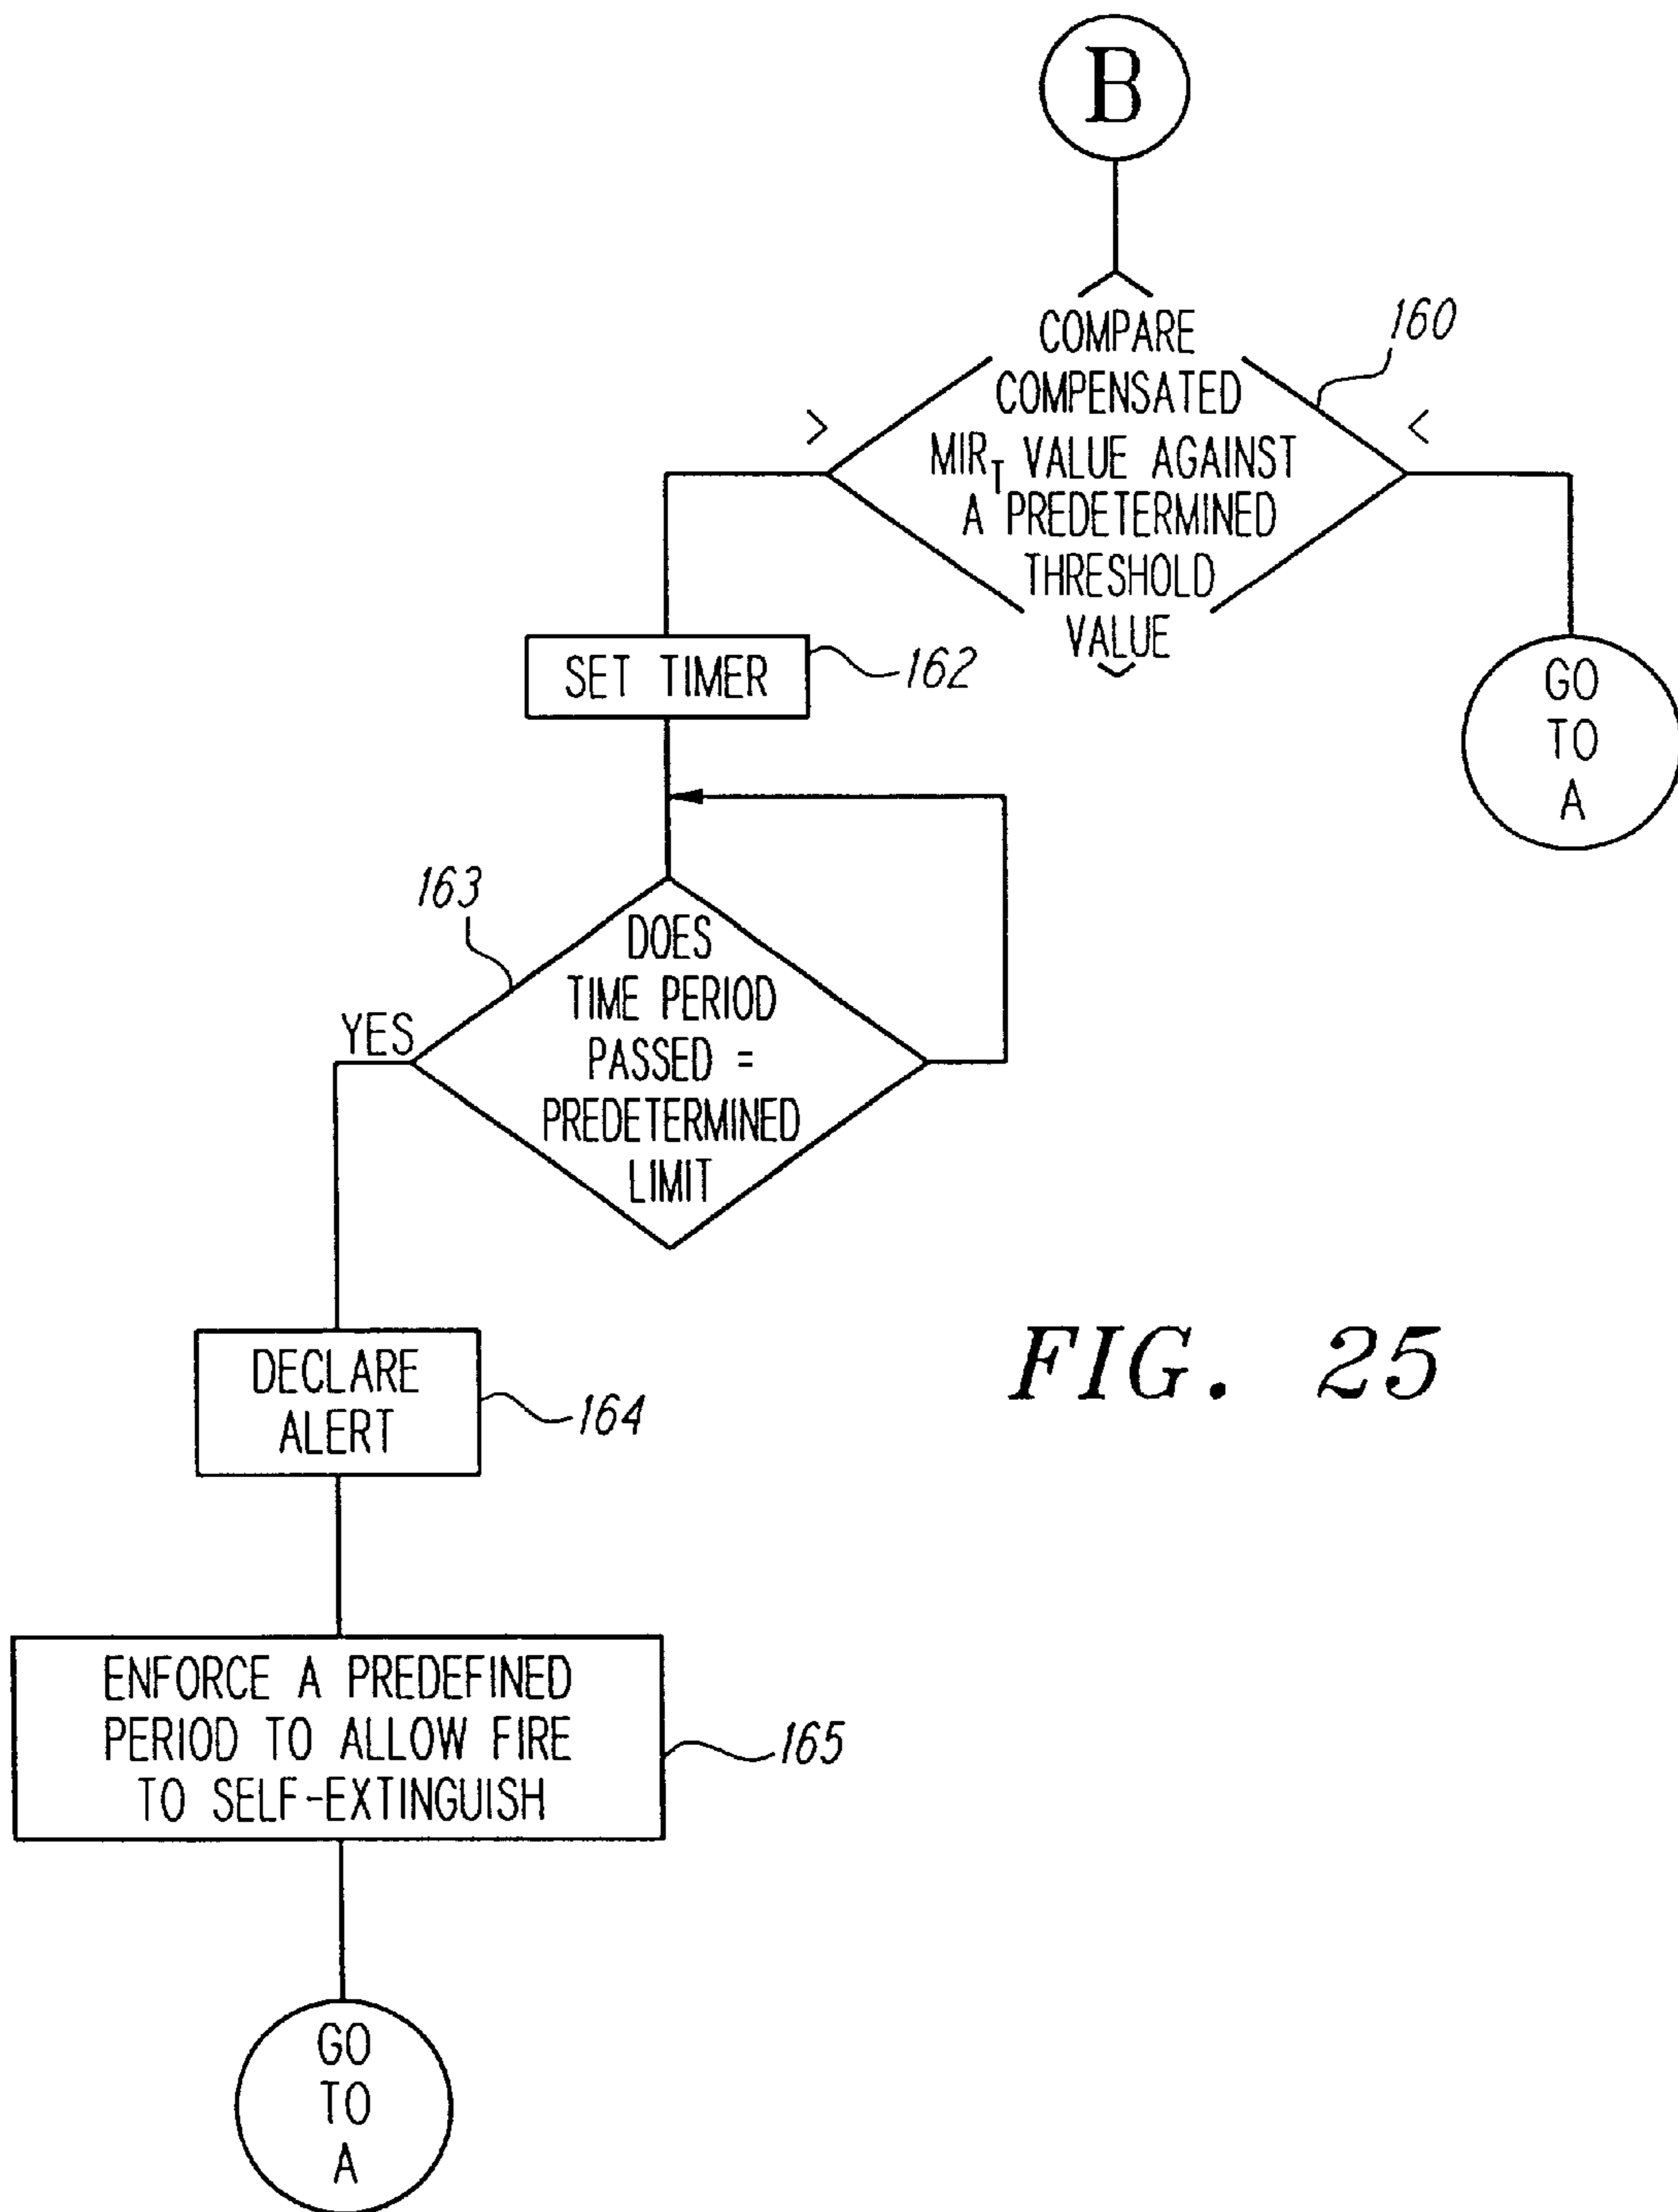 B
COMPARE
COMPENSATED
MIR_T VALUE AGAINST
A PREDETERMINED
THRESHOLD
VALUE
160
>
<
SET TIMER
162
GO
TO
A
163
DOES
TIME PERIOD
PASSED =
PREDETERMINED
LIMIT
YES
DECLARE
ALERT
164
FIG. 25
ENFORCE A PREDEFINED
PERIOD TO ALLOW FIRE
TO SELF-EXTINGUISH
165
GO
TO
A